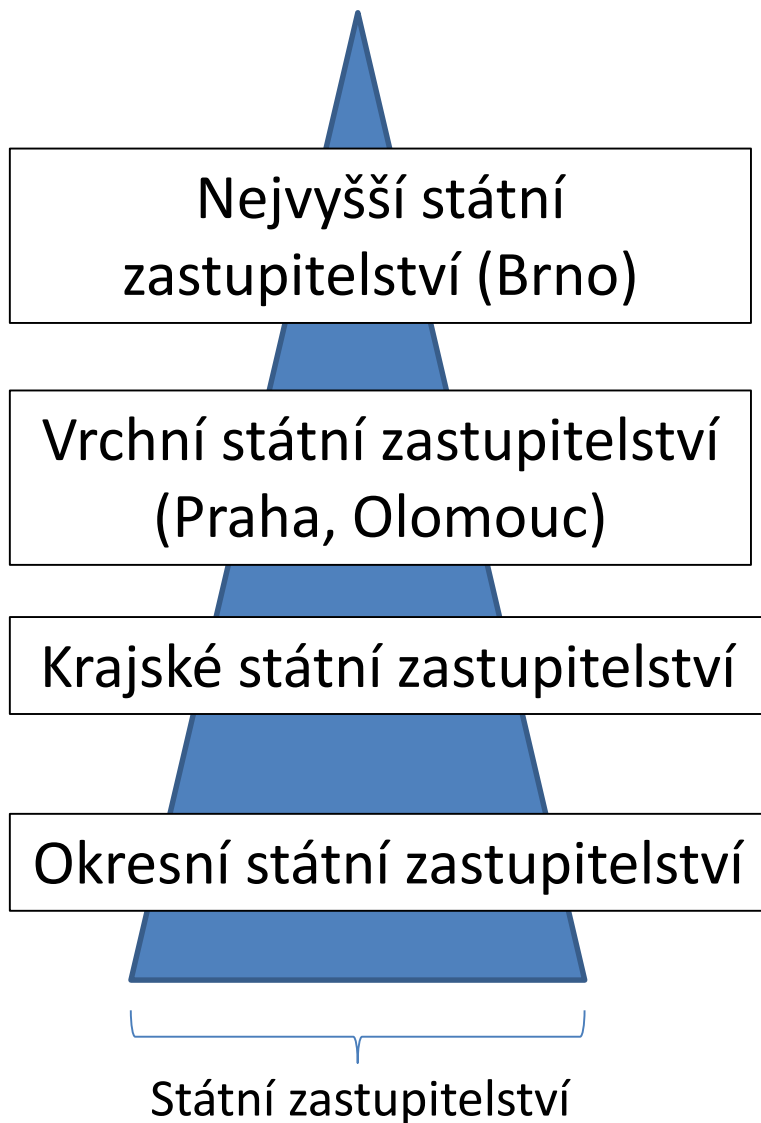 Nejvyšší státní
zastupitelství (Brno)
Vrchní státní zastupitelství
(Praha, Olomouc)
Krajské státní zastupitelství
Okresní státní zastupitelství
Státní zastupitelství